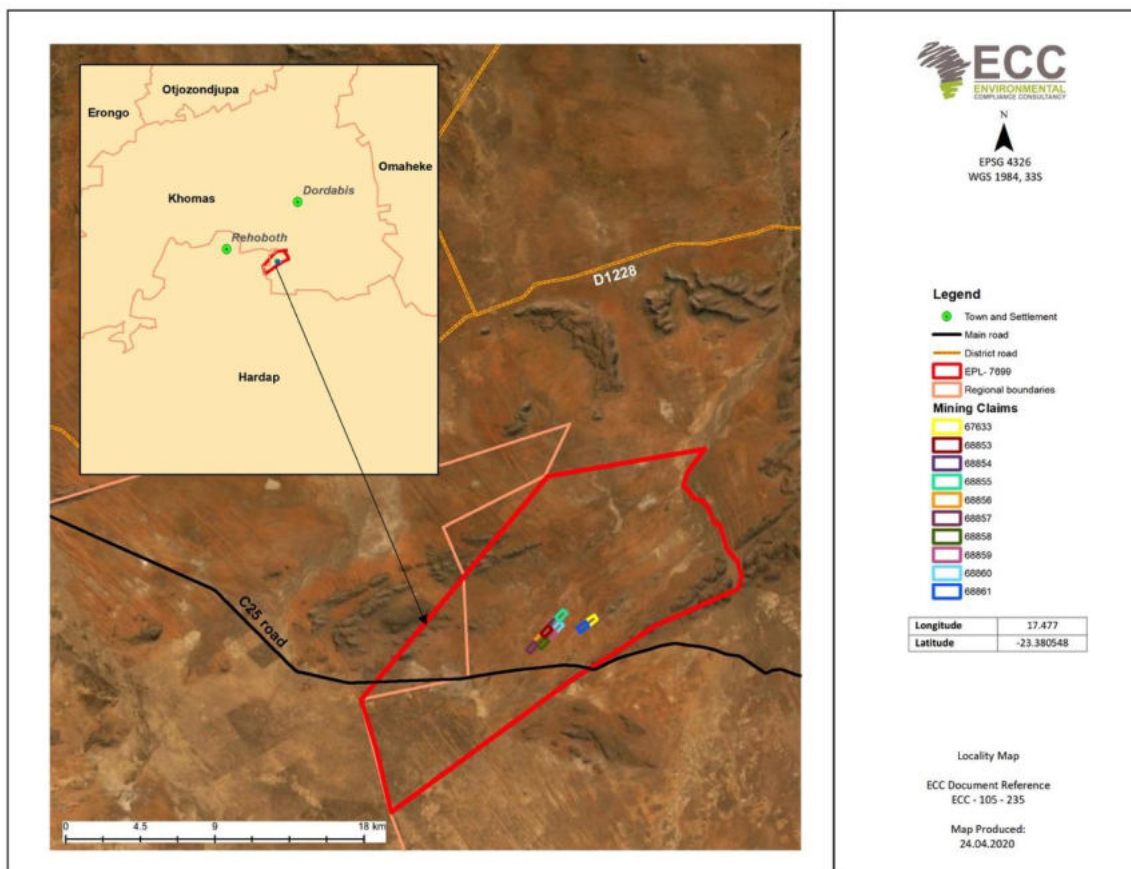 Otjozondjupa
Erongo
Omaheke
Dordabis
Khomas
Rehoboth
Hardap
D1228
C25 road
0 4.5 9 18 km
ECC
ENVIRONMENTAL
COMPLIANCE CONSULTANCY
N
EPSG 4326
WGS 1984, 33S
Legend
Town and Settlement
Main road
District road
EPL- 7699
Regional boundaries
Mining Claims
67633
68853
68854
68855
68856
68857
68858
68859
68860
68861
Longitude 17.477
Latitude -23.380548
Locality Map
ECC Document Reference
ECC - 105 - 235
Map Produced:
24.04.2020